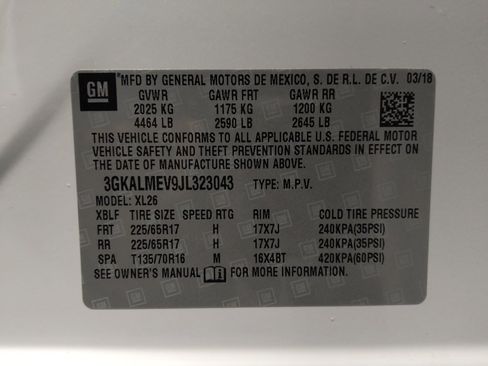 GM MFD BY GENERAL MOTORS DE MEXICO, S. DE R.L. DE C.V. 03/18
GVWR GAWR FRT GAWR RR
2025 KG 1175 KG 1200 KG
4464 LB 2590 LB 2645 LB
THIS VEHICLE CONFORMS TO ALL APPLICABLE U.S. FEDERAL MOTOR
VEHICLE SAFETY AND THEFT PREVENTION STANDARDS IN EFFECT
ON THE DATE OF MANUFACTURE SHOWN ABOVE.
3GKALMEV9JL323043 TYPE: M.P.V.
MODEL: XL26
XBLF TIRE SIZE SPEED RTG RIM COLD TIRE PRESSURE
FRT 225/65R17 H 17X7J 240KPA(35PSI)
RR 225/65R17 H 17X7J 240KPA(35PSI)
SPA T135/70R16 M 16X4BT 420KPA(60PSI)
SEE OWNER'S MANUAL FOR MORE INFORMATION.